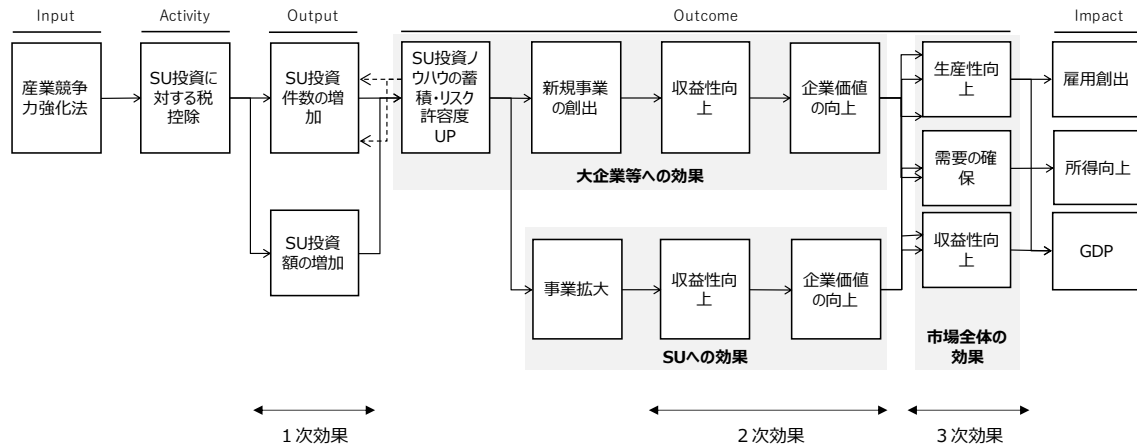 Input
Activity
Output
Outcome
Impact
産業競争
力強化法
SU投資に
対する税
控除
SU投資
件数の増
加
SU投資ノ
ウハウの蓄
積・リスク
許容度
UP
新規事業
の創出
収益性向
上
企業価値
の向上
生産性向
上
雇用創出
大企業等への効果
需要の確
保
所得向上
SU投資
額の増加
事業拡大
収益性向
上
企業価値
の向上
収益性向
上
GDP
SUへの効果
市場全体の
効果
1次効果
2次効果
3次効果